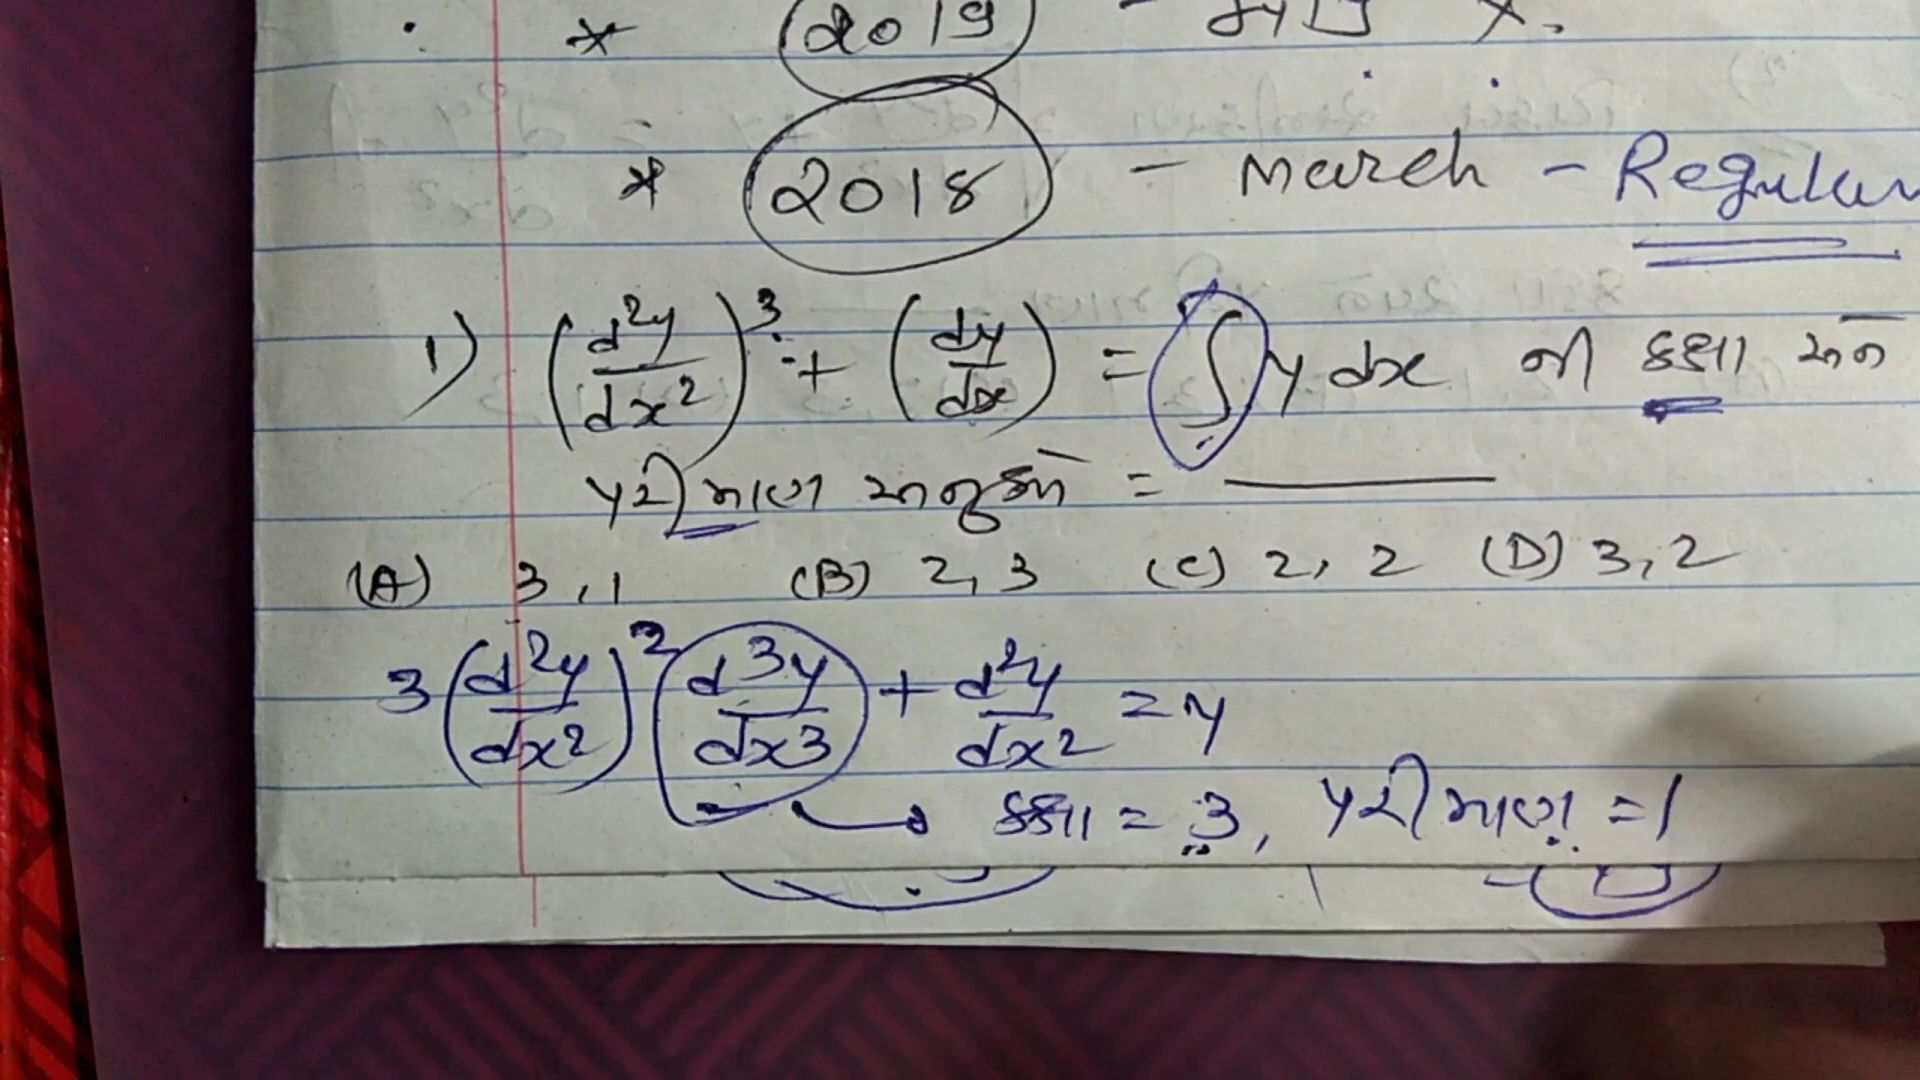 * 2019 -
* 2018 - March - Regular
1) (d²y/dx²)³ + (dy/dx) = ∫ y dx ની કક્ષા અને
પરીમાણ અનુક્રમે = ______
(A) 3, 1 (B) 2, 3 (C) 2, 2 (D) 3, 2
3 (d²y/dx²)² (d³y/dx3) + d²y/dx² = y
→ કક્ષા = 3, પરીમાણ = 1